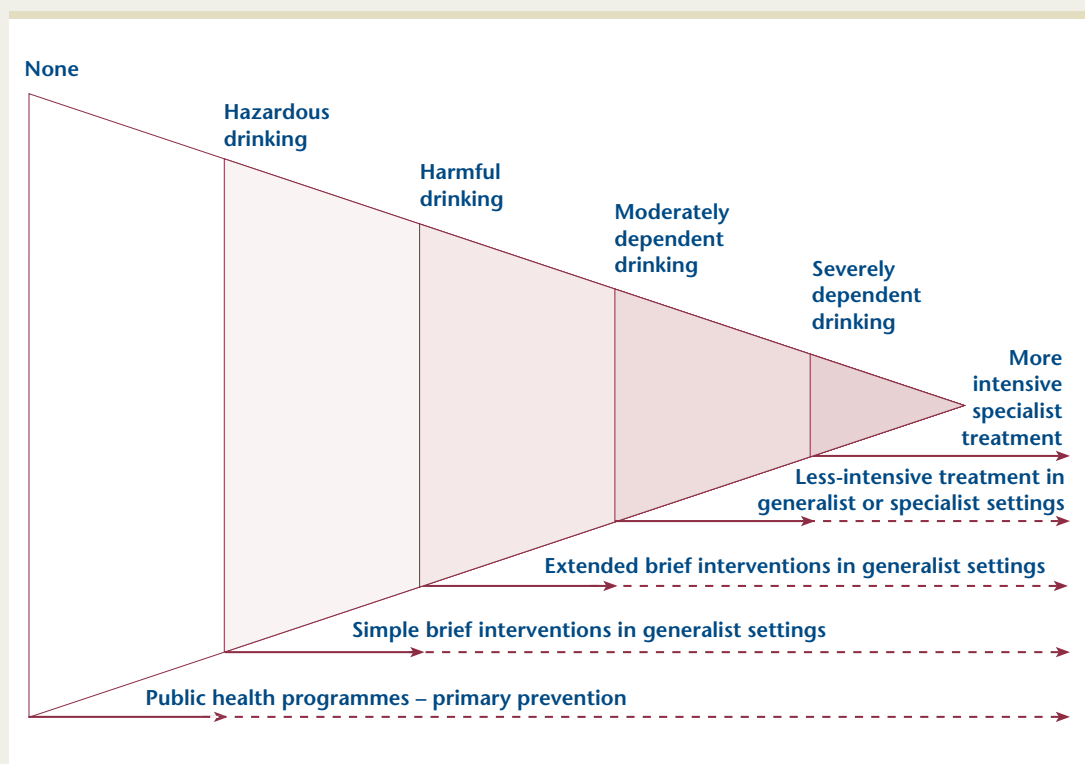 None
Hazardous
drinking
Harmful
drinking
Moderately
dependent
drinking
Severely
dependent
drinking
More
intensive
specialist
treatment
Less-intensive treatment in
generalist or specialist settings
Extended brief interventions in generalist settings
Simple brief interventions in generalist settings
Public health programmes – primary prevention